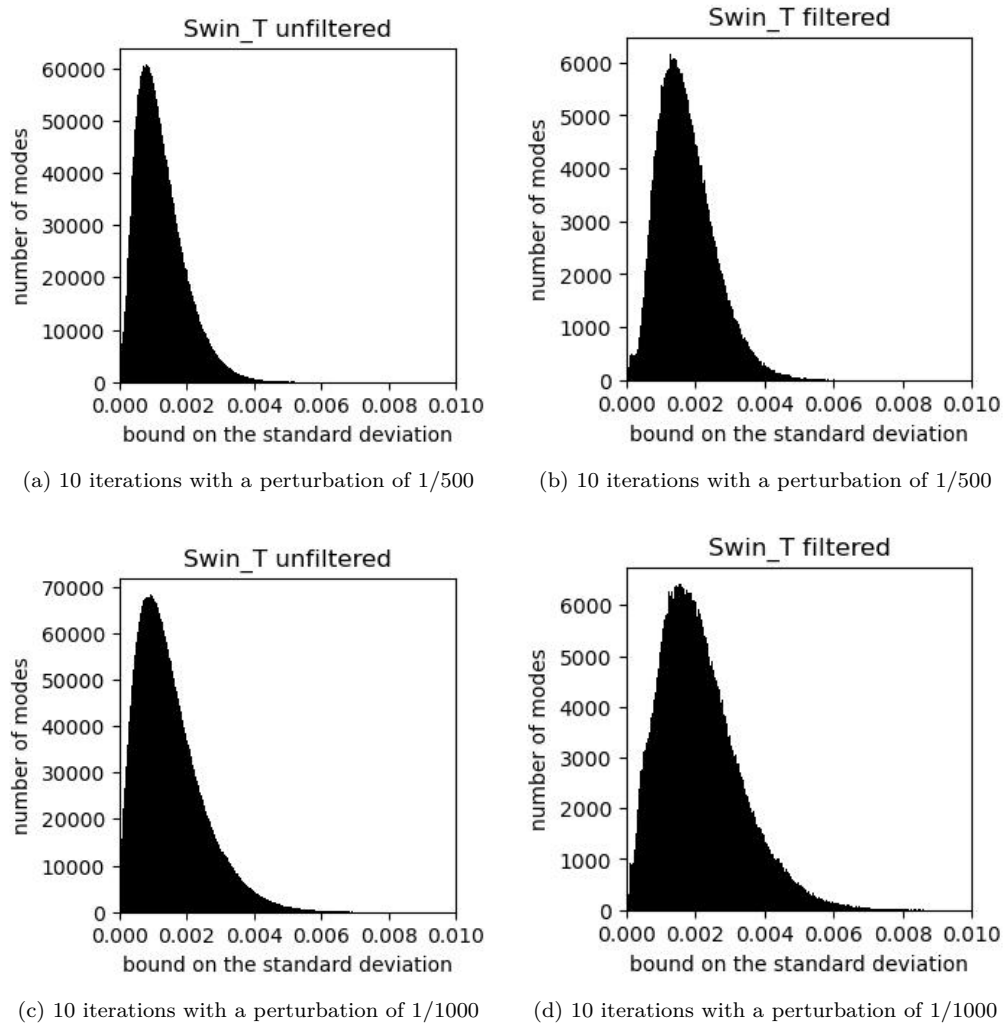 Swin_T unfiltered
60000
50000
40000
30000
20000
10000
0
number of modes
0.000 0.002 0.004 0.006 0.008 0.010
bound on the standard deviation
(a) 10 iterations with a perturbation of 1/500
Swin_T filtered
6000
5000
4000
3000
2000
1000
0
number of modes
0.000 0.002 0.004 0.006 0.008 0.010
bound on the standard deviation
(b) 10 iterations with a perturbation of 1/500
Swin_T unfiltered
70000
60000
50000
40000
30000
20000
10000
0
number of modes
0.000 0.002 0.004 0.006 0.008 0.010
bound on the standard deviation
(c) 10 iterations with a perturbation of 1/1000
Swin_T filtered
6000
5000
4000
3000
2000
1000
0
number of modes
0.000 0.002 0.004 0.006 0.008 0.010
bound on the standard deviation
(d) 10 iterations with a perturbation of 1/1000